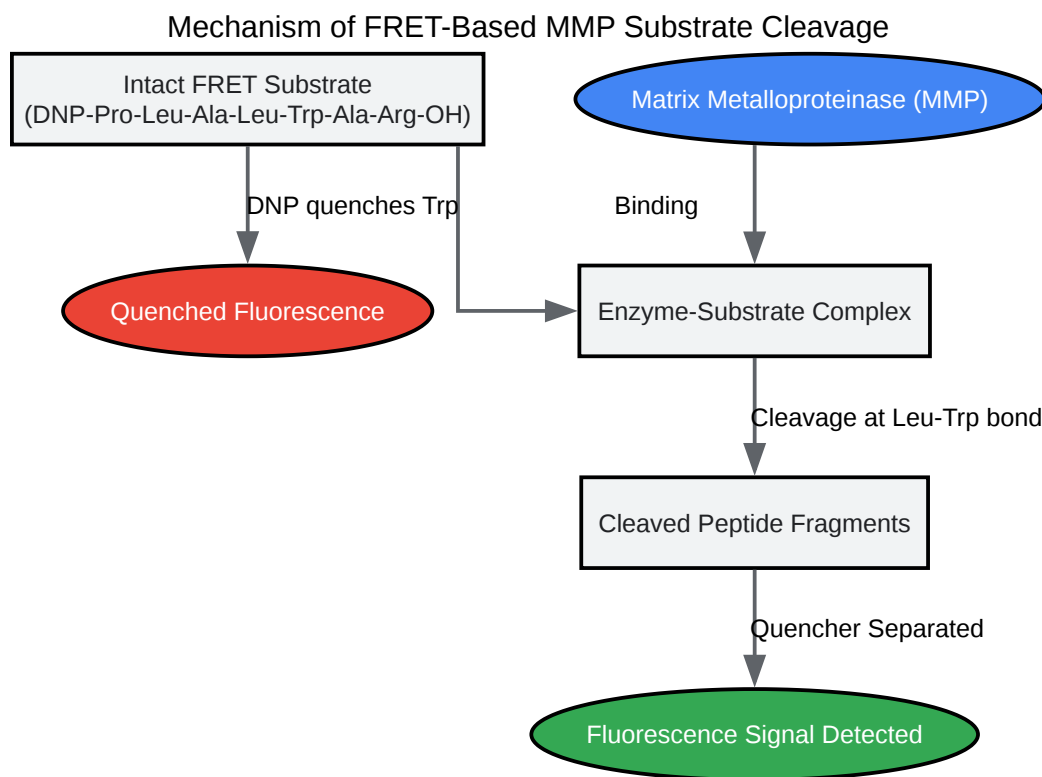 Mechanism of FRET-Based MMP Substrate Cleavage
Intact FRET Substrate
(DNP-Pro-Leu-Ala-Leu-Trp-Ala-Arg-OH)
Matrix Metalloproteinase (MMP)
DNP quenches Trp
Binding
Quenched Fluorescence
Enzyme-Substrate Complex
Cleavage at Leu-Trp bond
Cleaved Peptide Fragments
Quencher Separated
Fluorescence Signal Detected